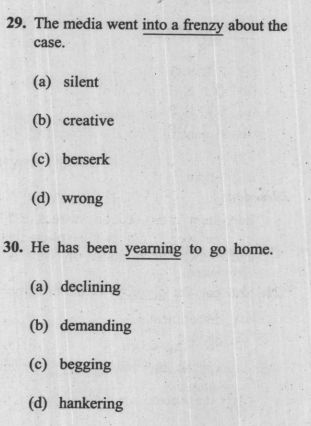 29. The media went into a frenzy about the
case.
(a) silent
(b) creative
(c) berserk
(d) wrong
30. He has been yearning to go home.
(a) declining
(b) demanding
(c) begging
(d) hankering